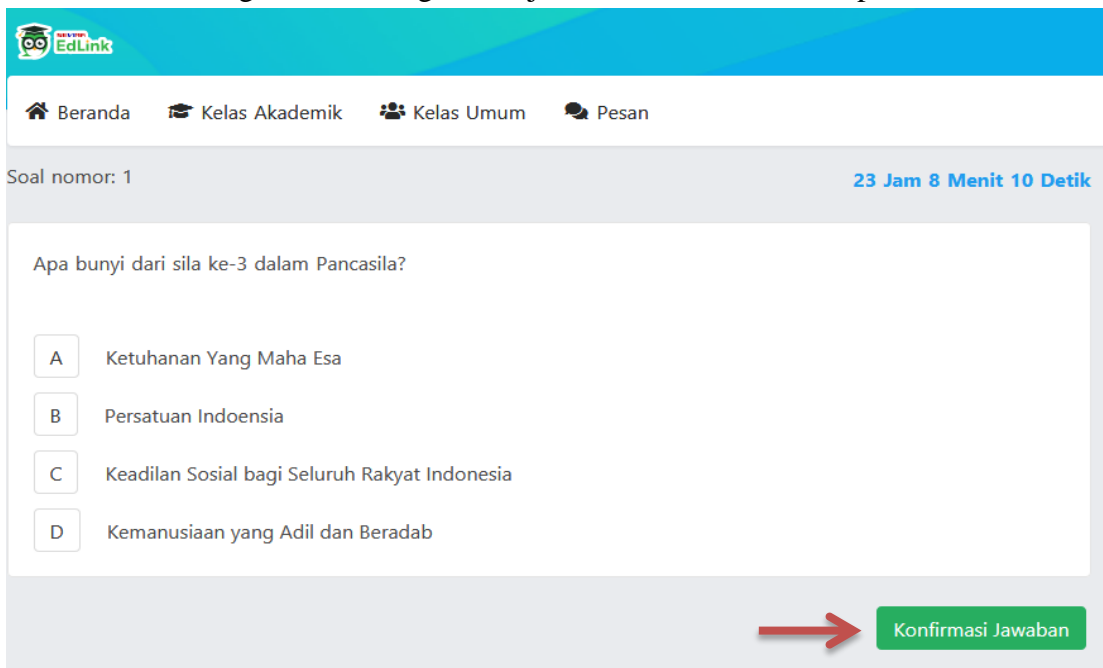 EdLink
Beranda Kelas Akademik Kelas Umum Pesan
Soal nomor: 1 23 Jam 8 Menit 10 Detik
Apa bunyi dari sila ke-3 dalam Pancasila?
A Ketuhanan Yang Maha Esa
B Persatuan Indoensia
C Keadilan Sosial bagi Seluruh Rakyat Indonesia
D Kemanusiaan yang Adil dan Beradab
Konfirmasi Jawaban